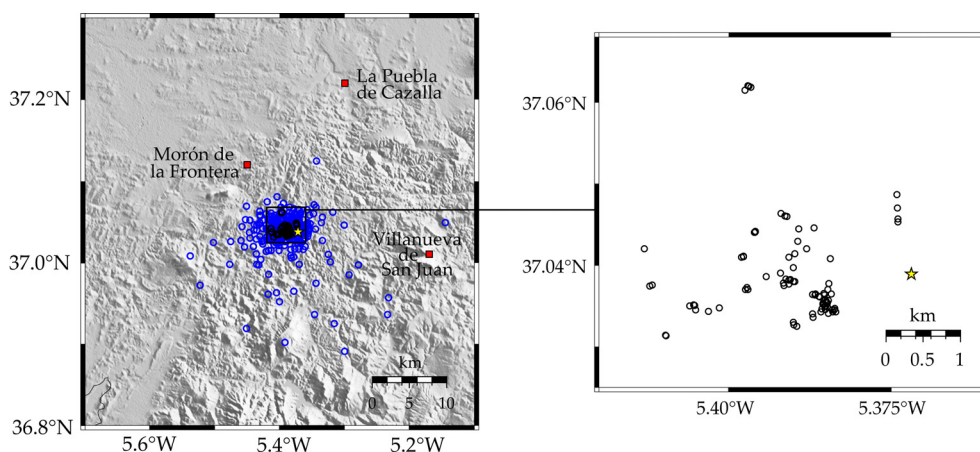 37.2°N
37.0°N
36.8°N
5.6°W
5.4°W
5.2°W
La Puebla
de Cazalla
Morón de
la Frontera
Villanueva
de
San Juan
km
0 5 10
37.06°N
37.04°N
5.40°W
5.375°W
km
0 0.5 1